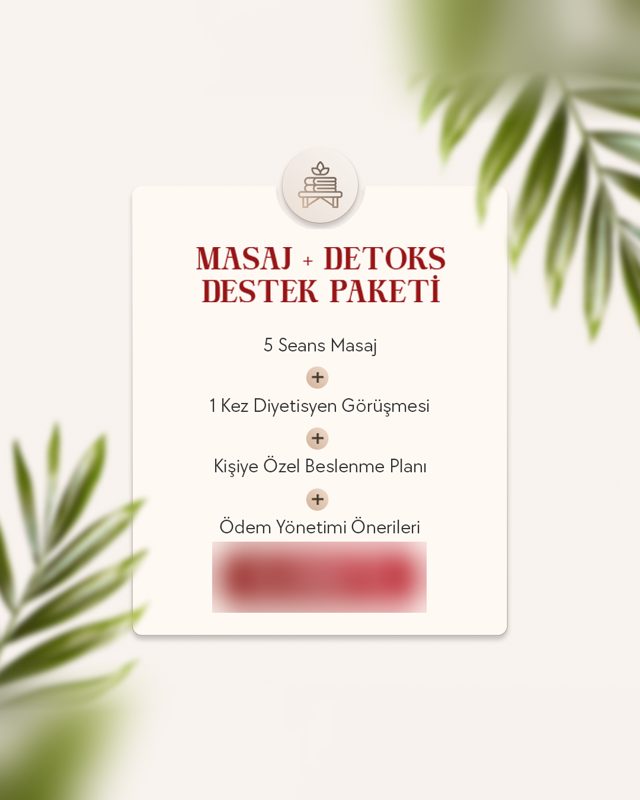 MASAJ + DETOKS
DESTEK PAKETİ
5 Seans Masaj
+
1 Kez Diyetisyen Görüşmesi
+
Kişiye Özel Beslenme Planı
+
Ödem Yönetimi Önerileri